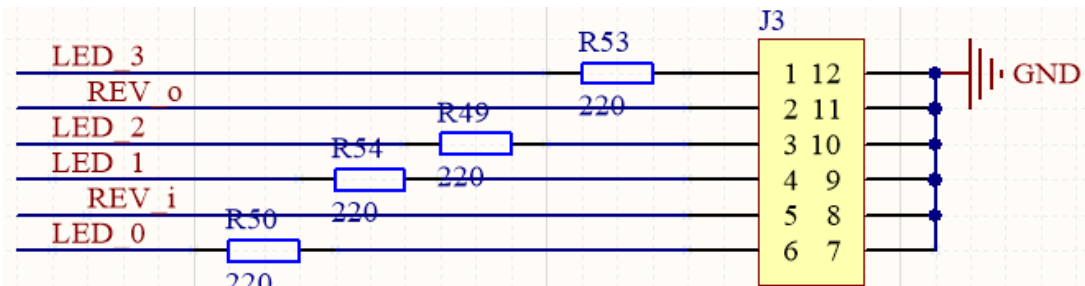 J3
LED_3
R53
1 12
GND
REV_o
220
2 11
LED_2
R49
3 10
LED_1
R54
220
4 9
REV_i
220
5 8
LED_0
R50
6 7
220